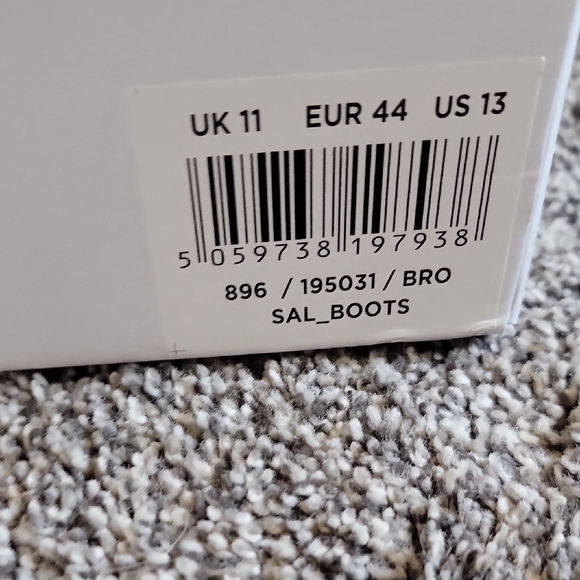 UK 11 EUR 44 US 13
5 059738 197938
896 / 195031 / BRO
SAL_BOOTS